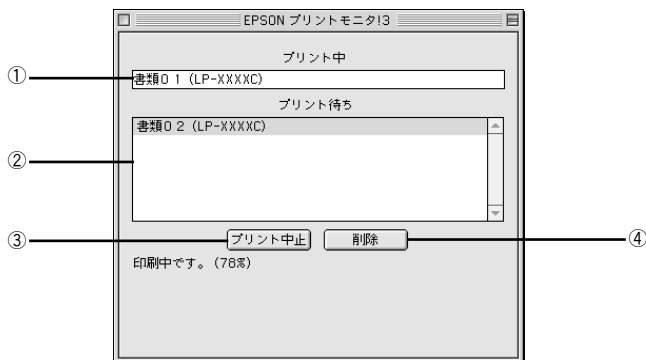 EPSON プリントモニタ!3
プリント中
① 書類０１(LP-XXXXC)
プリント待ち
② 書類０２(LP-XXXXC)
③ プリント中止 削除 ④
印刷中です。(78%)